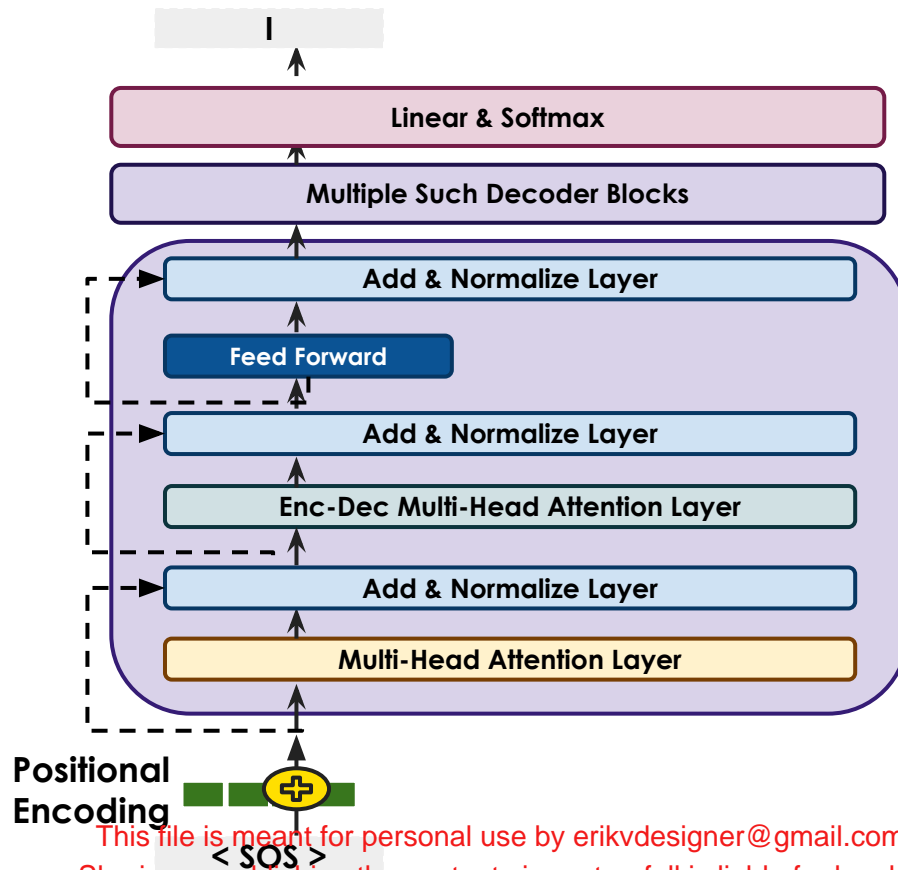 I
Linear & Softmax
Multiple Such Decoder Blocks
Add & Normalize Layer
Feed Forward
Add & Normalize Layer
Enc-Dec Multi-Head Attention Layer
Add & Normalize Layer
Multi-Head Attention Layer
Positional
Encoding
This file is meant for personal use by erikvdesigner@gmail.com
< SOS >